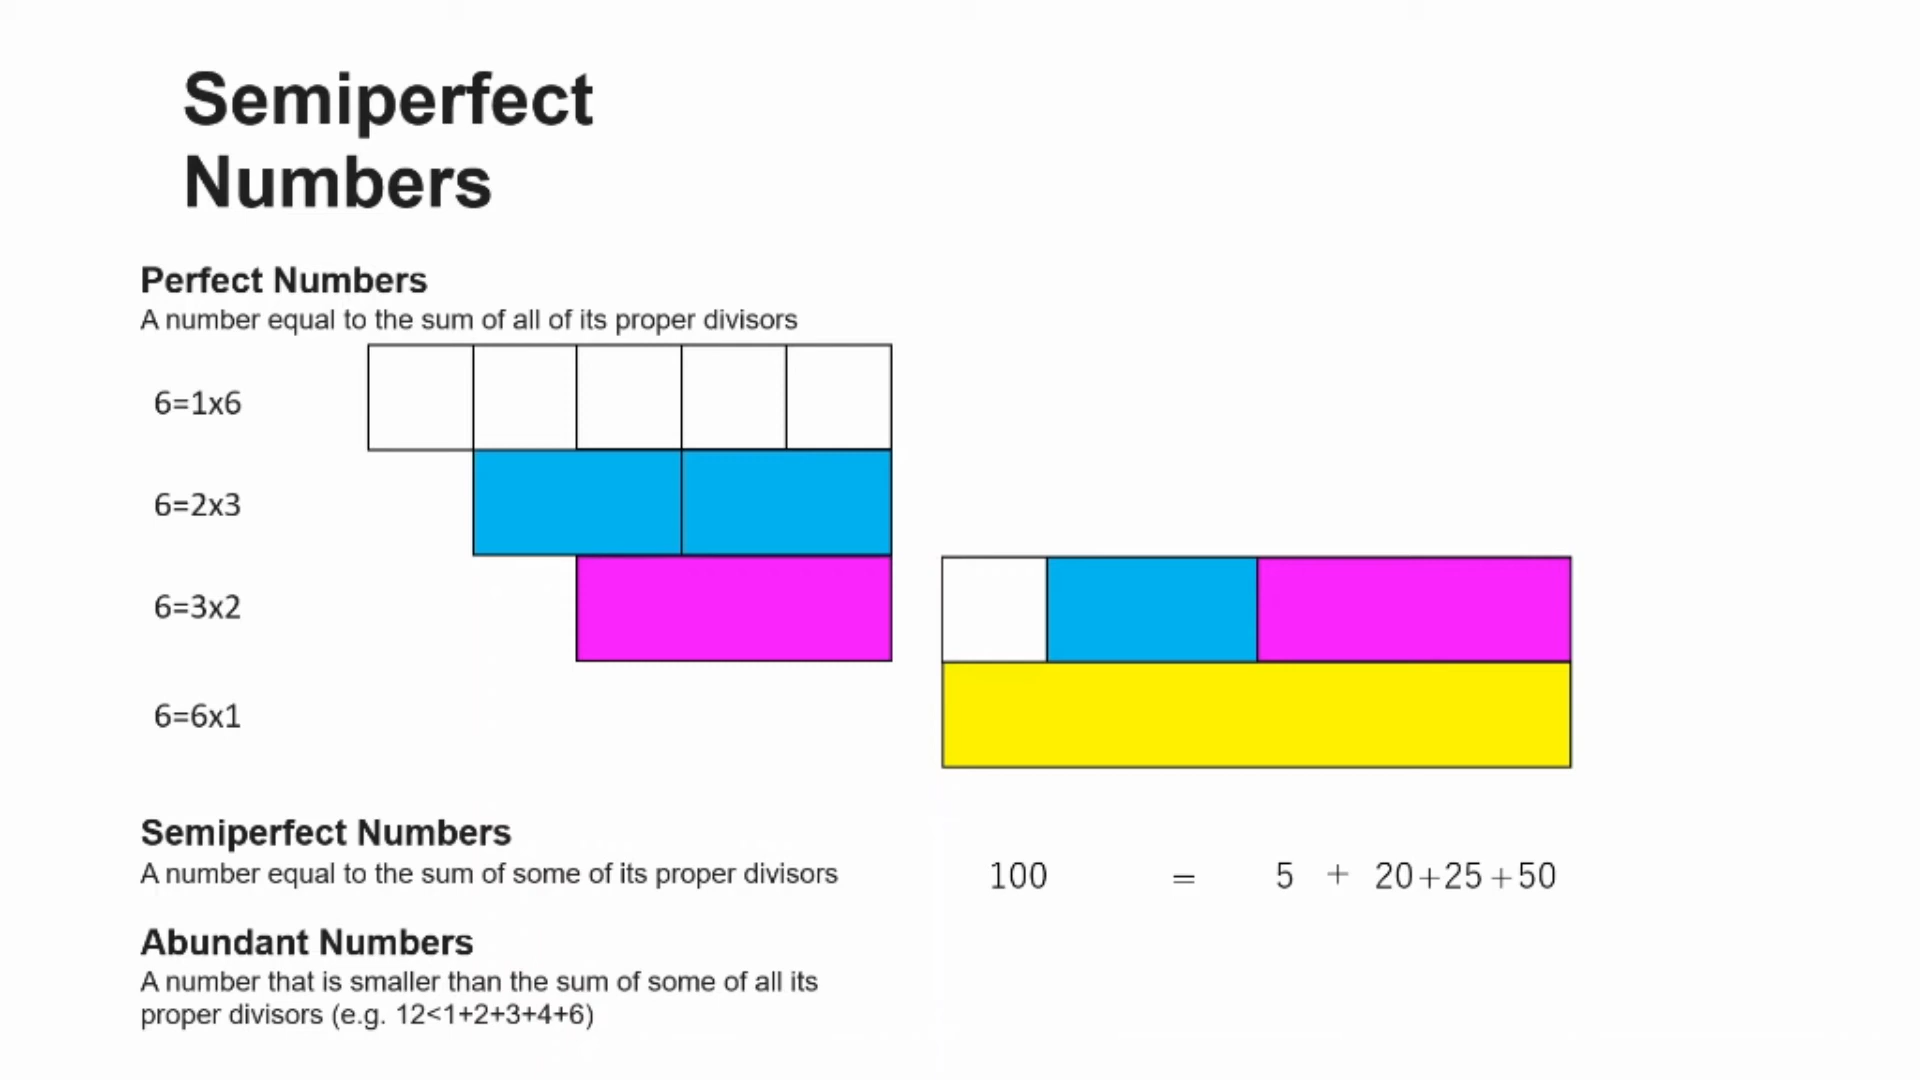 Semiperfect
Numbers
Perfect Numbers
A number equal to the sum of all of its proper divisors
6=1x6
6=2x3
6=3x2
6=6x1
Semiperfect Numbers
A number equal to the sum of some of its proper divisors
100 = 5 + 20+25+50
Abundant Numbers
A number that is smaller than the sum of some of all its
proper divisors (e.g. 12<1+2+3+4+6)